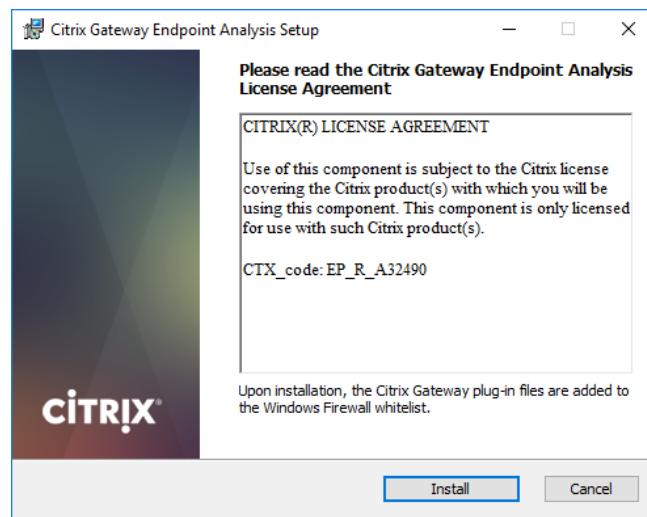 Citrix Gateway Endpoint Analysis Setup
Please read the Citrix Gateway Endpoint Analysis
License Agreement
CITRIX(R) LICENSE AGREEMENT
Use of this component is subject to the Citrix license
covering the Citrix product(s) with which you will be
using this component. This component is only licensed
for use with such Citrix product(s).
CTX_code: EP_R_A32490
Upon installation, the Citrix Gateway plug-in files are added to
the Windows Firewall whitelist.
CİTRỊX®
Install
Cancel